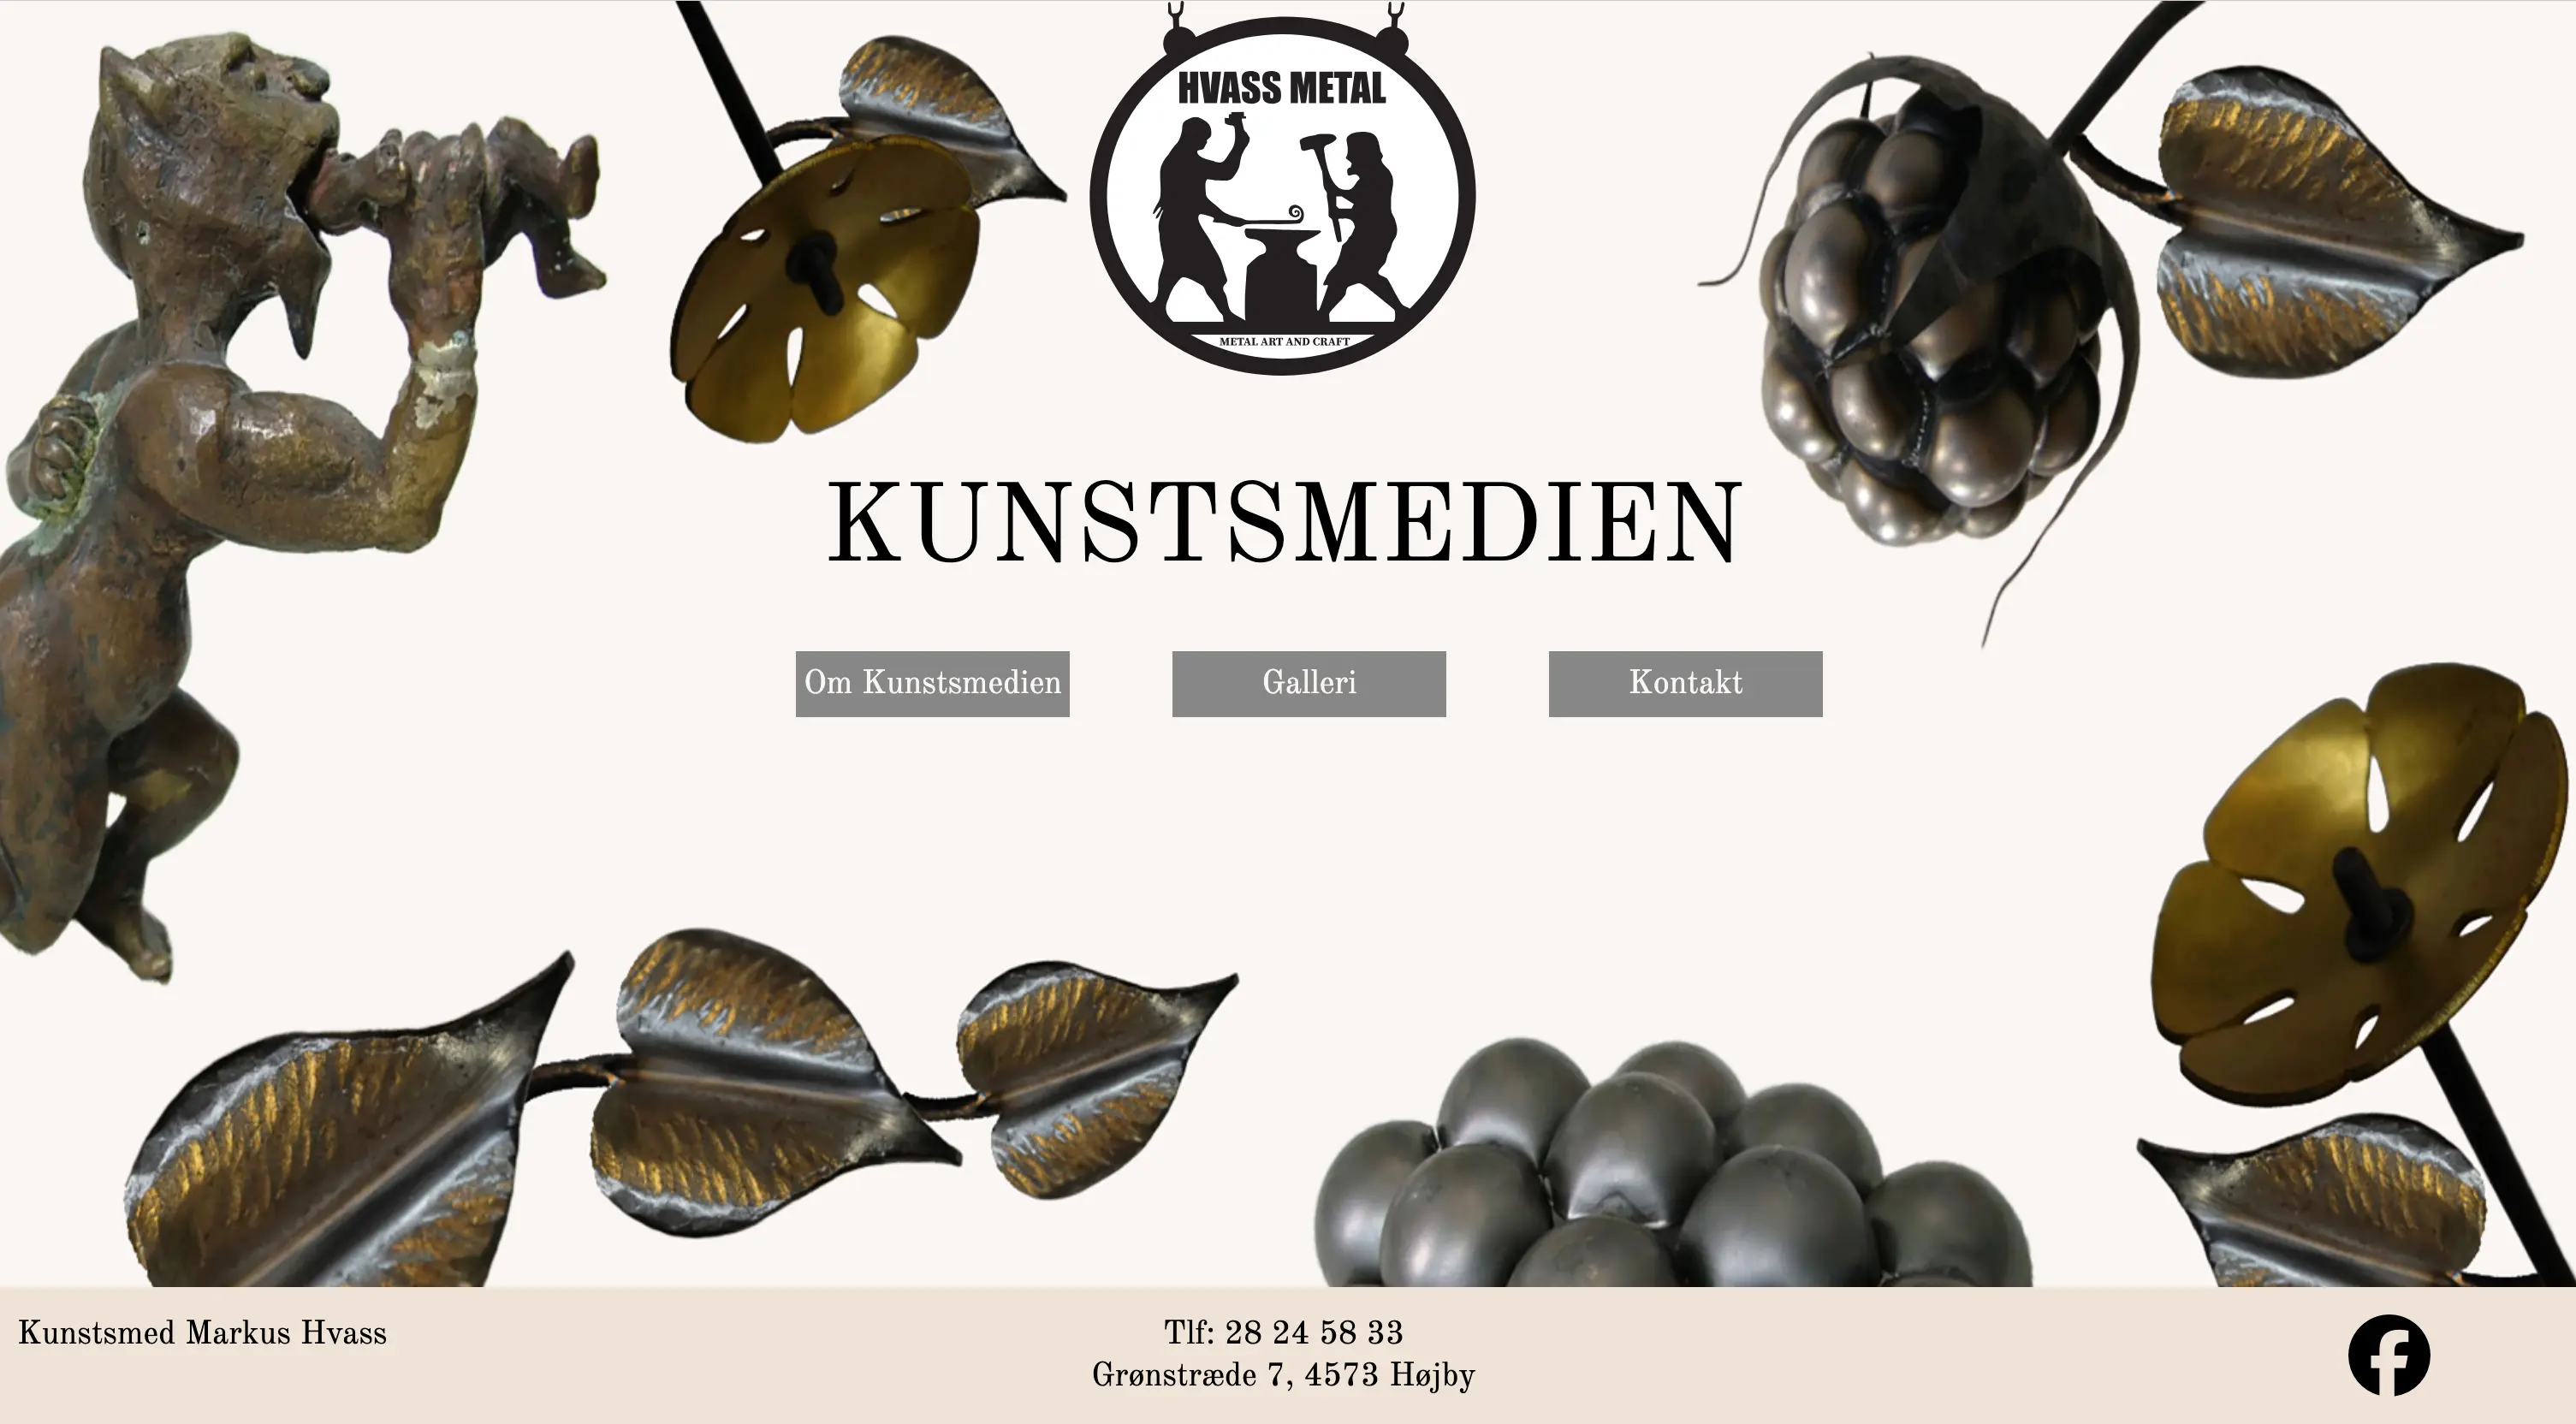 HVASS METAL
METAL ART AND CRAFT
KUNSTSMEDIEN
Om Kunstsmedien
Galleri
Kontakt
Kunstsmed Markus Hvass
Tlf: 28 24 58 33
Grønstræde 7, 4573 Højby